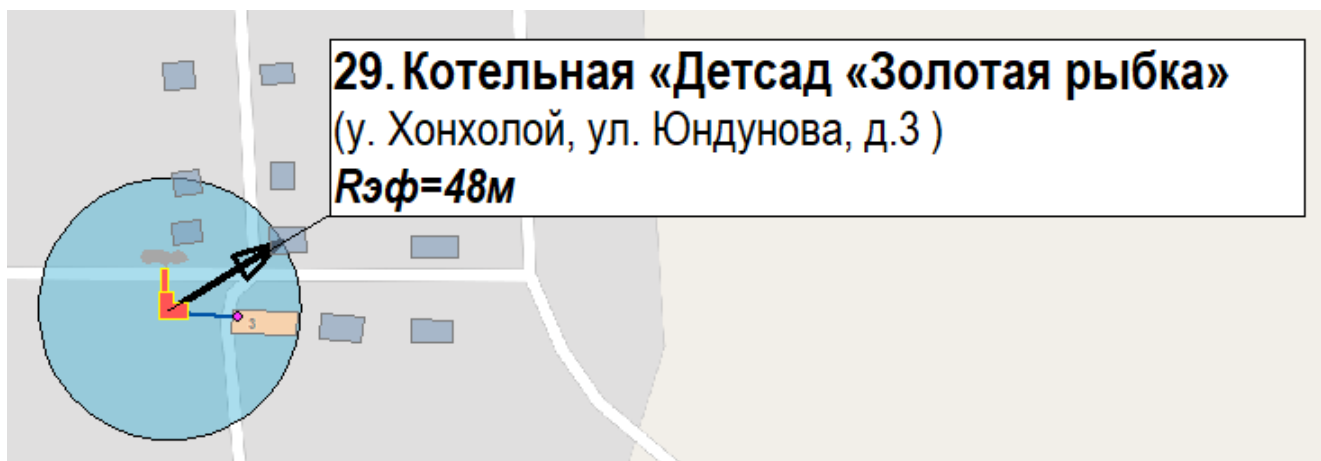 29. Котельная «Детсад «Золотая рыбка»
(у. Хонхолой, ул. Юндунова, д.3 )
Rэф=48м
3